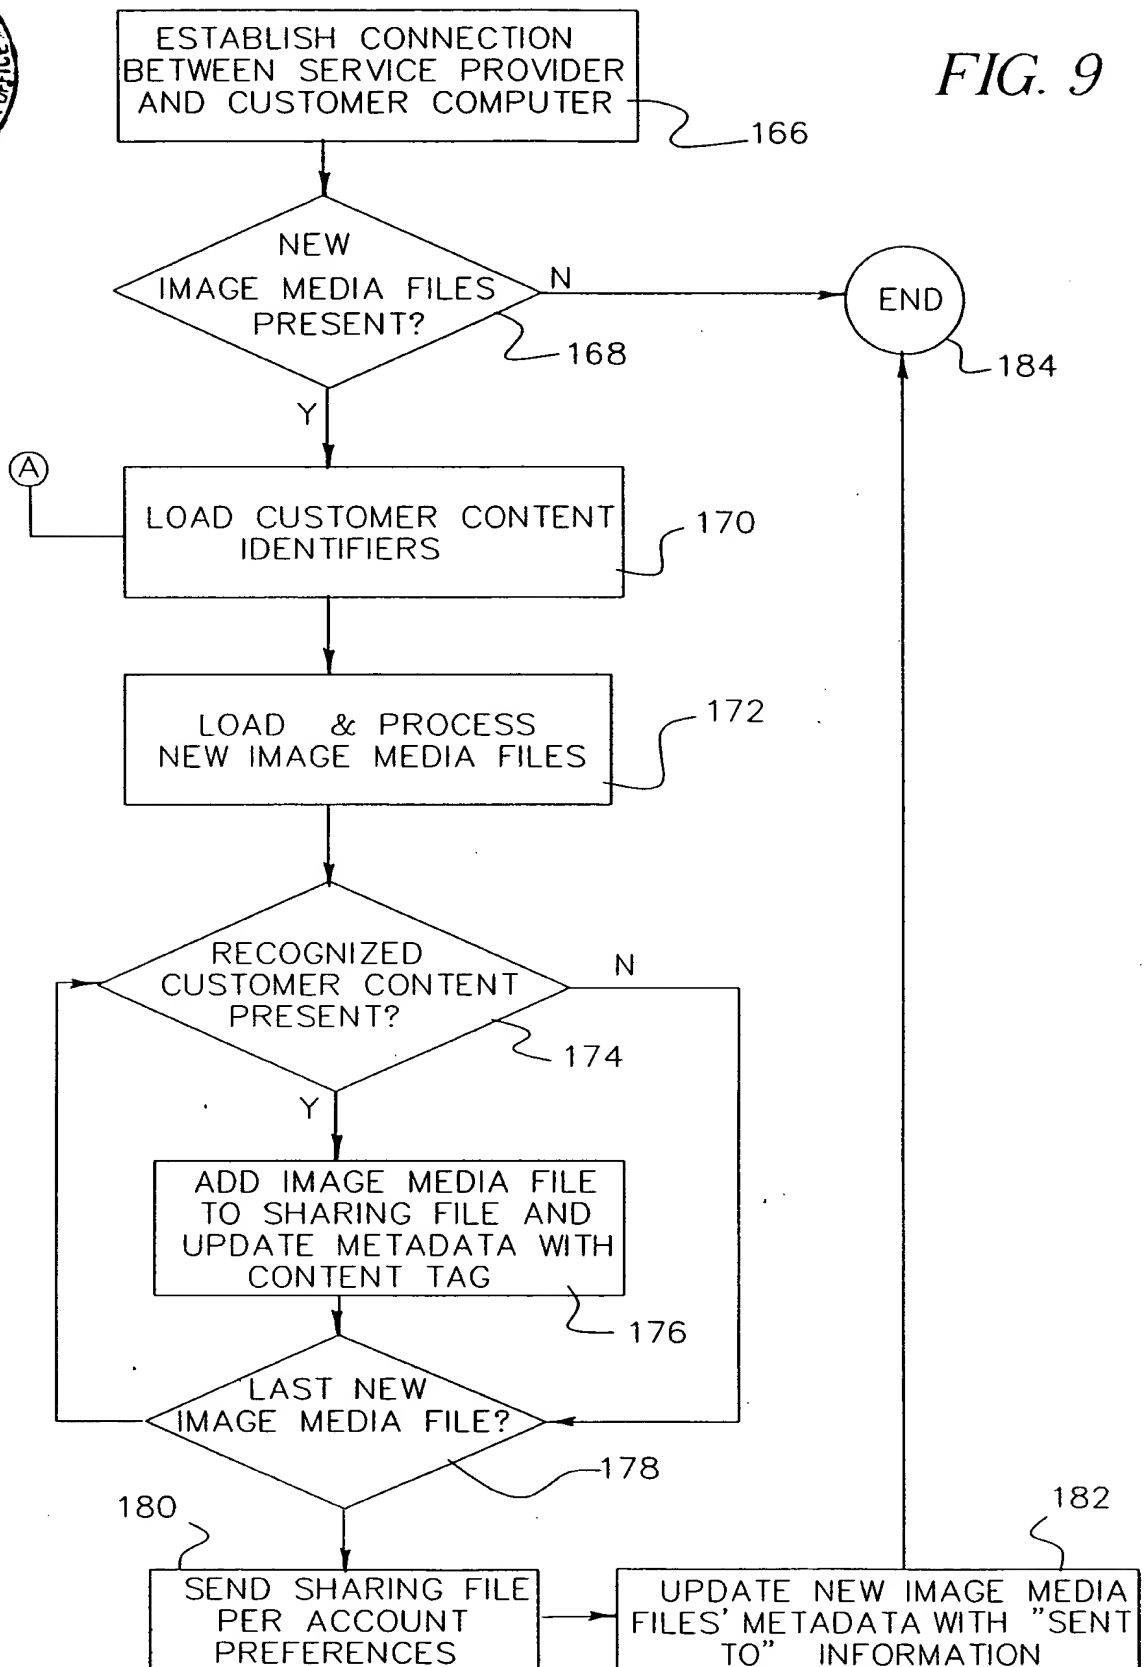 OFFICE
FIG. 9
ESTABLISH CONNECTION
BETWEEN SERVICE PROVIDER
AND CUSTOMER COMPUTER
166
NEW
IMAGE MEDIA FILES
PRESENT?
N
168
END
184
Y
A
LOAD CUSTOMER CONTENT
IDENTIFIERS
170
LOAD & PROCESS
NEW IMAGE MEDIA FILES
172
RECOGNIZED
CUSTOMER CONTENT
PRESENT?
N
174
Y
ADD IMAGE MEDIA FILE
TO SHARING FILE AND
UPDATE METADATA WITH
CONTENT TAG
176
LAST NEW
IMAGE MEDIA FILE?
178
180
SEND SHARING FILE
PER ACCOUNT
PREFERENCES
182
UPDATE NEW IMAGE MEDIA
FILES' METADATA WITH "SENT
TO" INFORMATION